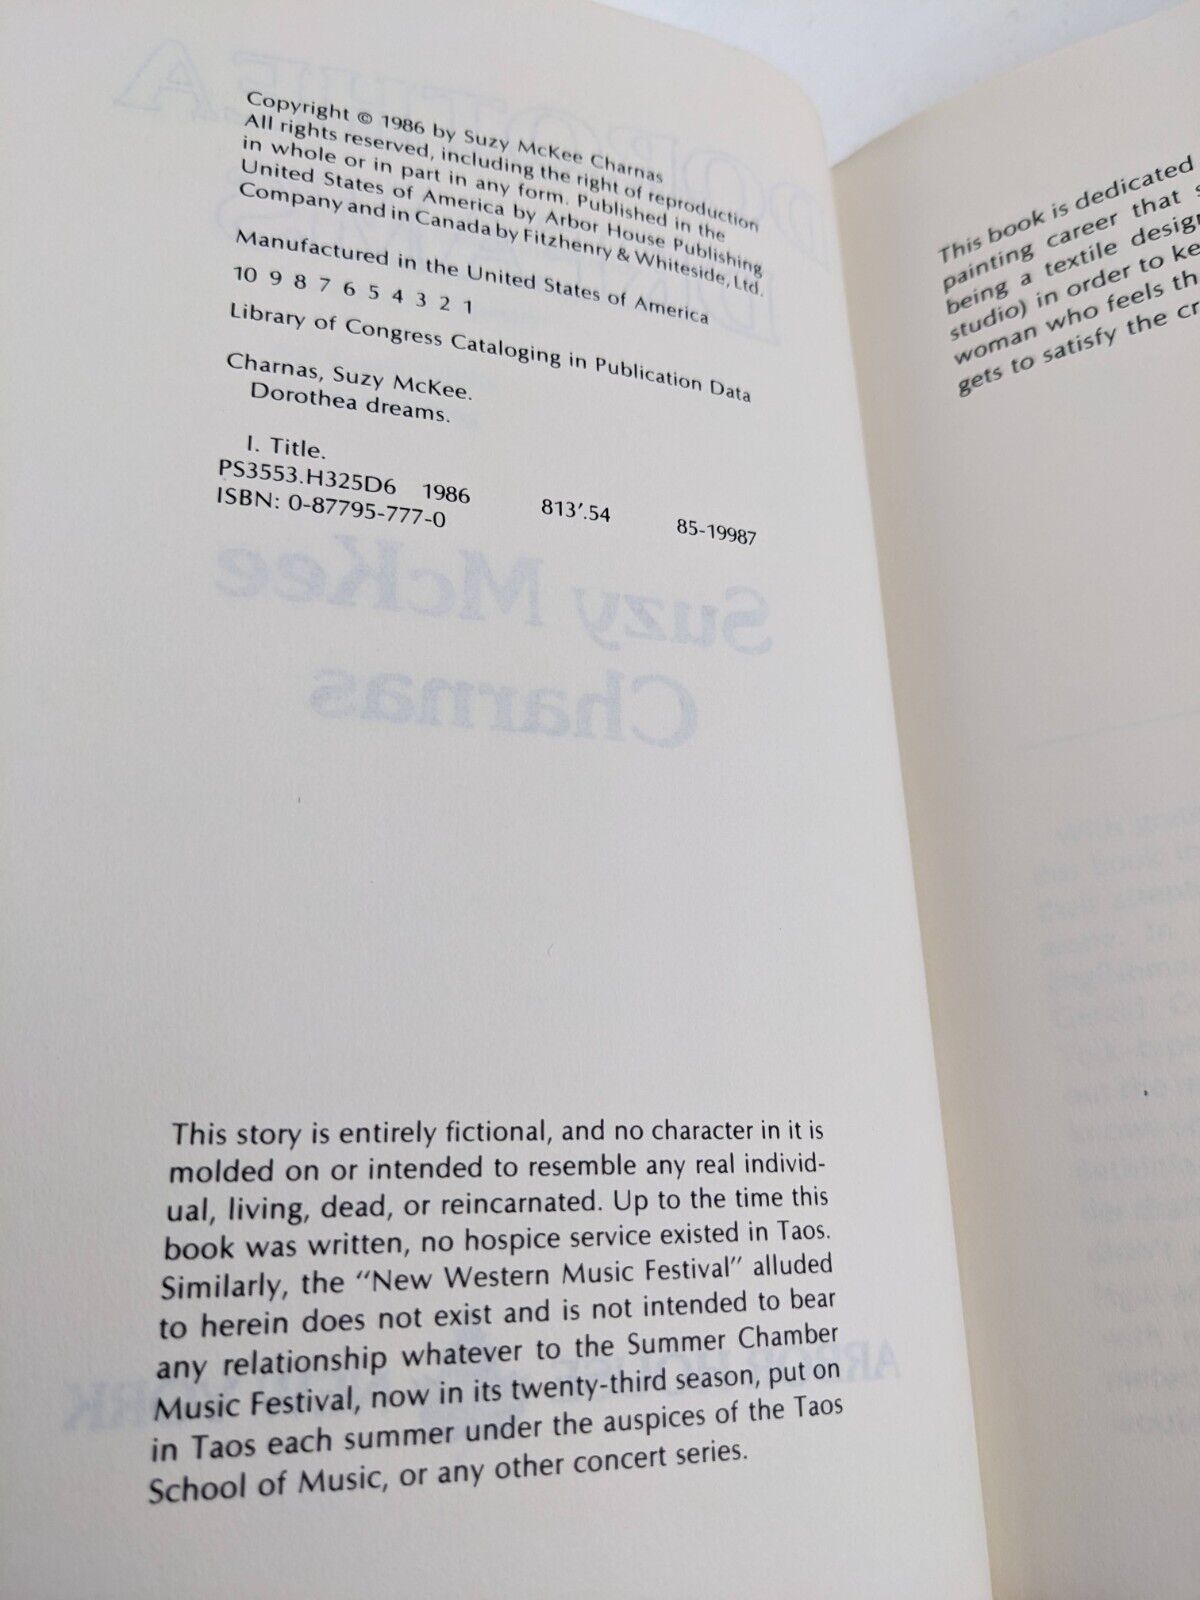 Copyright © 1986 by Suzy McKee Charnas
All rights reserved, including the right of reproduction
in whole or in part in any form. Published in the
United States of America by Arbor House Publishing
Company and in Canada by Fitzhenry & Whiteside, Ltd.
Manufactured in the United States of America
10 9 8 7 6 5 4 3 2 1
Library of Congress Cataloging in Publication Data
Charnas, Suzy McKee.
Dorothea dreams.
I. Title.
PS3553.H325D6 1986 813'.54 85-19987
ISBN: 0-87795-777-0
Suzy McKee
Charnas
This story is entirely fictional, and no character in it is
molded on or intended to resemble any real individ-
ual, living, dead, or reincarnated. Up to the time this
book was written, no hospice service existed in Taos.
Similarly, the "New Western Music Festival" alluded
to herein does not exist and is not intended to bear
any relationship whatever to the Summer Chamber
Music Festival, now in its twenty-third season, put on
in Taos each summer under the auspices of the Taos
School of Music, or any other concert series.
This book is dedicated
painting career that s
being a textile desig
studio) in order to ke
woman who feels th
gets to satisfy the cr